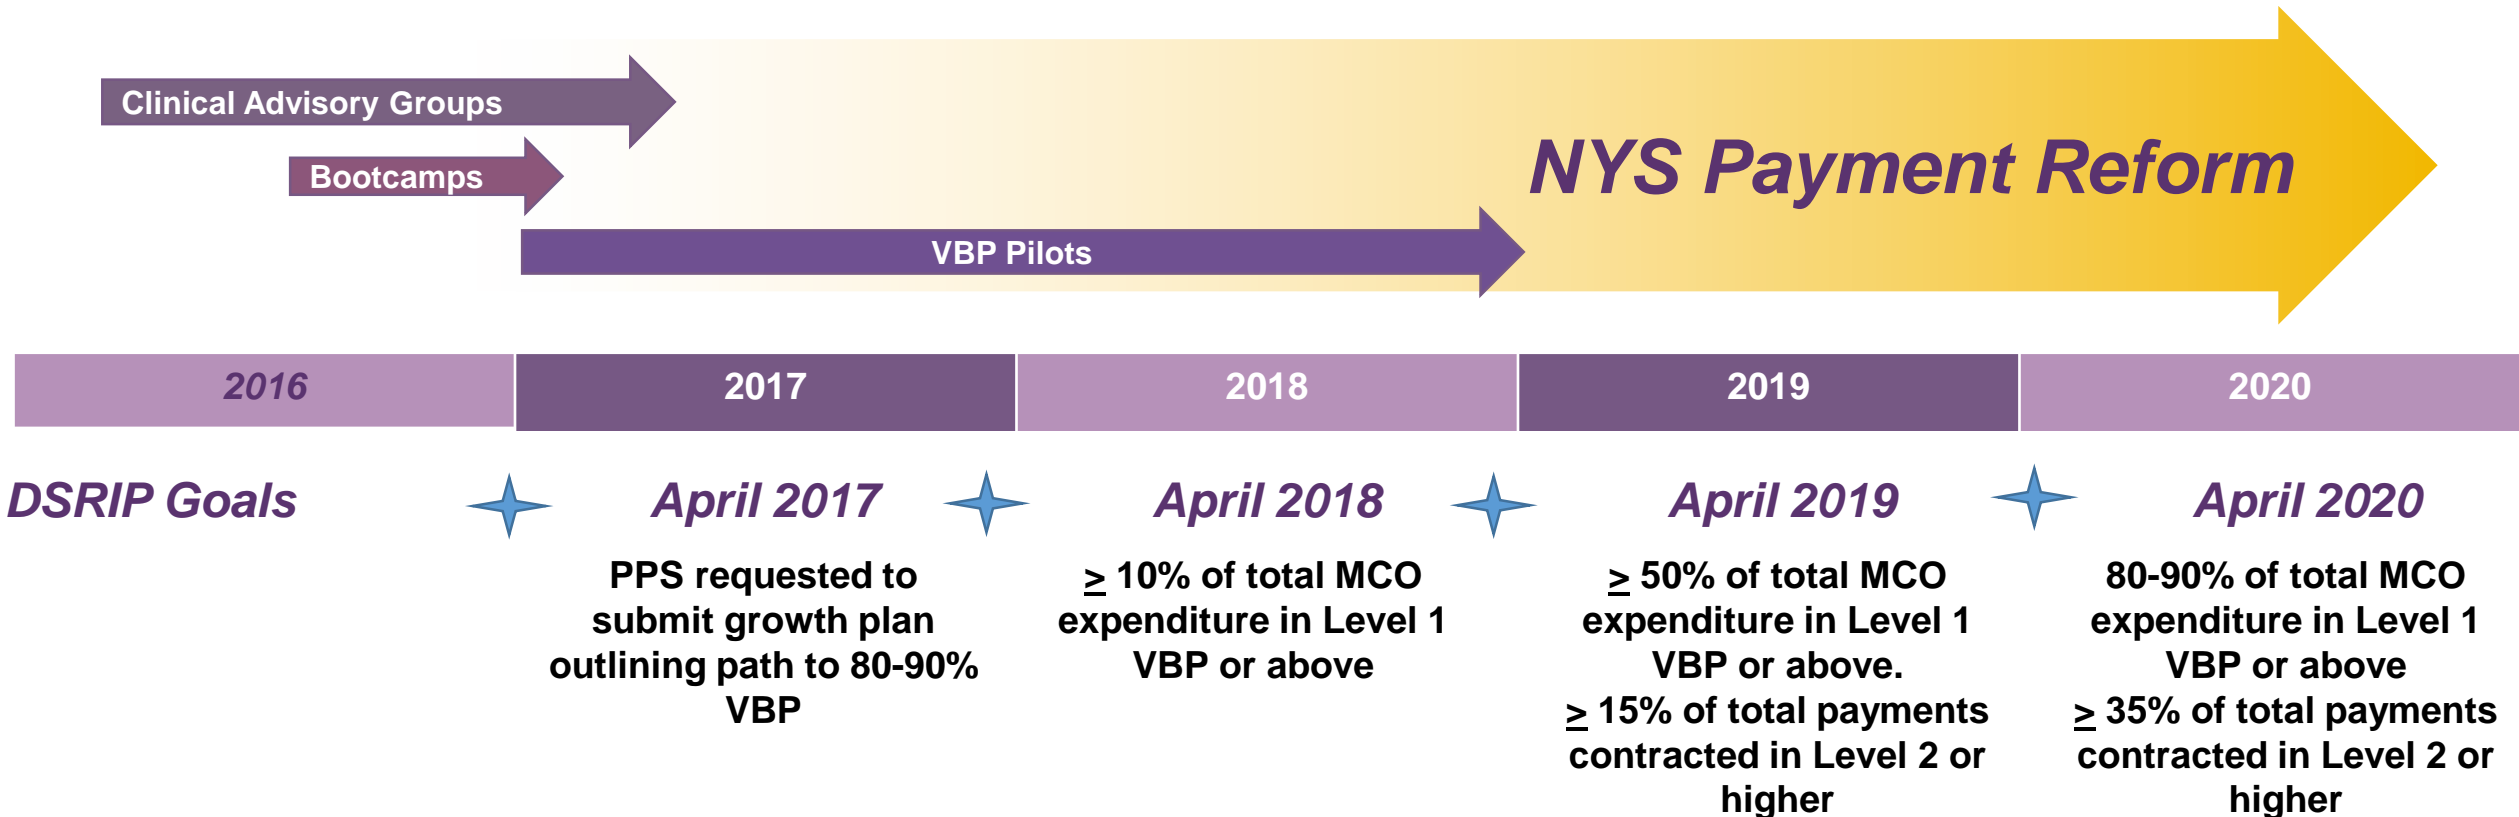 Clinical Advisory Groups
Bootcamps
NYS Payment Reform
VBP Pilots
2016
2017
2018
2019
2020
DSRIP Goals
April 2017
PPS requested to
submit growth plan
outlining path to 80-90%
VBP
April 2018
≥ 10% of total MCO
expenditure in Level 1
VBP or above
April 2019
≥ 50% of total MCO
expenditure in Level 1
VBP or above.
≥ 15% of total payments
contracted in Level 2 or
higher
April 2020
80-90% of total MCO
expenditure in Level 1
VBP or above
≥ 35% of total payments
contracted in Level 2 or
higher